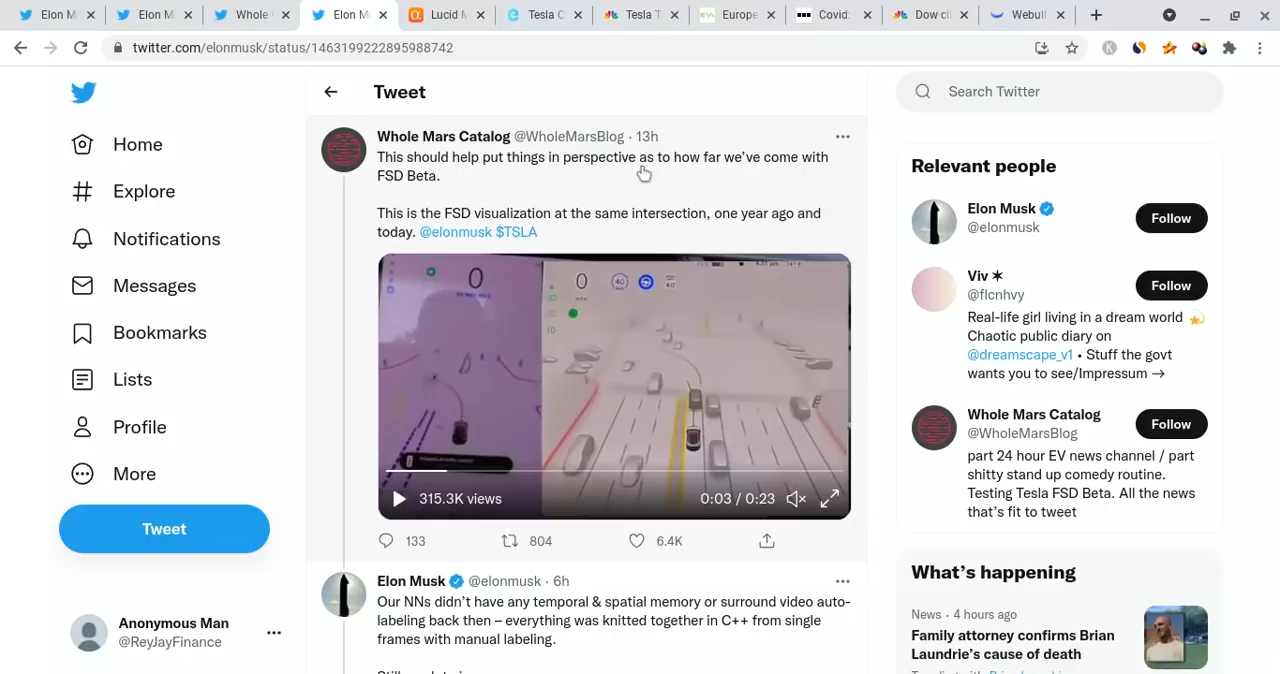 Elon M
Elon M
Whole
Elon M
Lucid M
Tesla C
Tesla T
Europe
Covid:
Dow cl
Webull
twitter.com/elonmusk/status/1463199222895988742
Home
Explore
Notifications
Messages
Bookmarks
Lists
Profile
More
Tweet
Anonymous Man
@ReyJayFinance
Tweet
Whole Mars Catalog @WholeMarsBlog · 13h
This should help put things in perspective as to how far we’ve come with
FSD Beta.
This is the FSD visualization at the same intersection, one year ago and
today. @elonmusk $TSLA
0
0
40
40
315.3K views
0:03 / 0:23
133
804
6.4K
Elon Musk @elonmusk · 6h
Our NNs didn’t have any temporal & spatial memory or surround video auto-
labeling back then – everything was knitted together in C++ from single
frames with manual labeling.
Search Twitter
Relevant people
Elon Musk
@elonmusk
Follow
Viv ✶
@flcnhvy
Follow
Real-life girl living in a dream world 💫
Chaotic public diary on
@dreamscape_v1 • Stuff the govt
wants you to see/Impressum →
Whole Mars Catalog
@WholeMarsBlog
Follow
part 24 hour EV news channel / part
shitty stand up comedy routine.
Testing Tesla FSD Beta. All the news
that’s fit to tweet
What’s happening
News · 4 hours ago
Family attorney confirms Brian
Laundrie’s cause of death